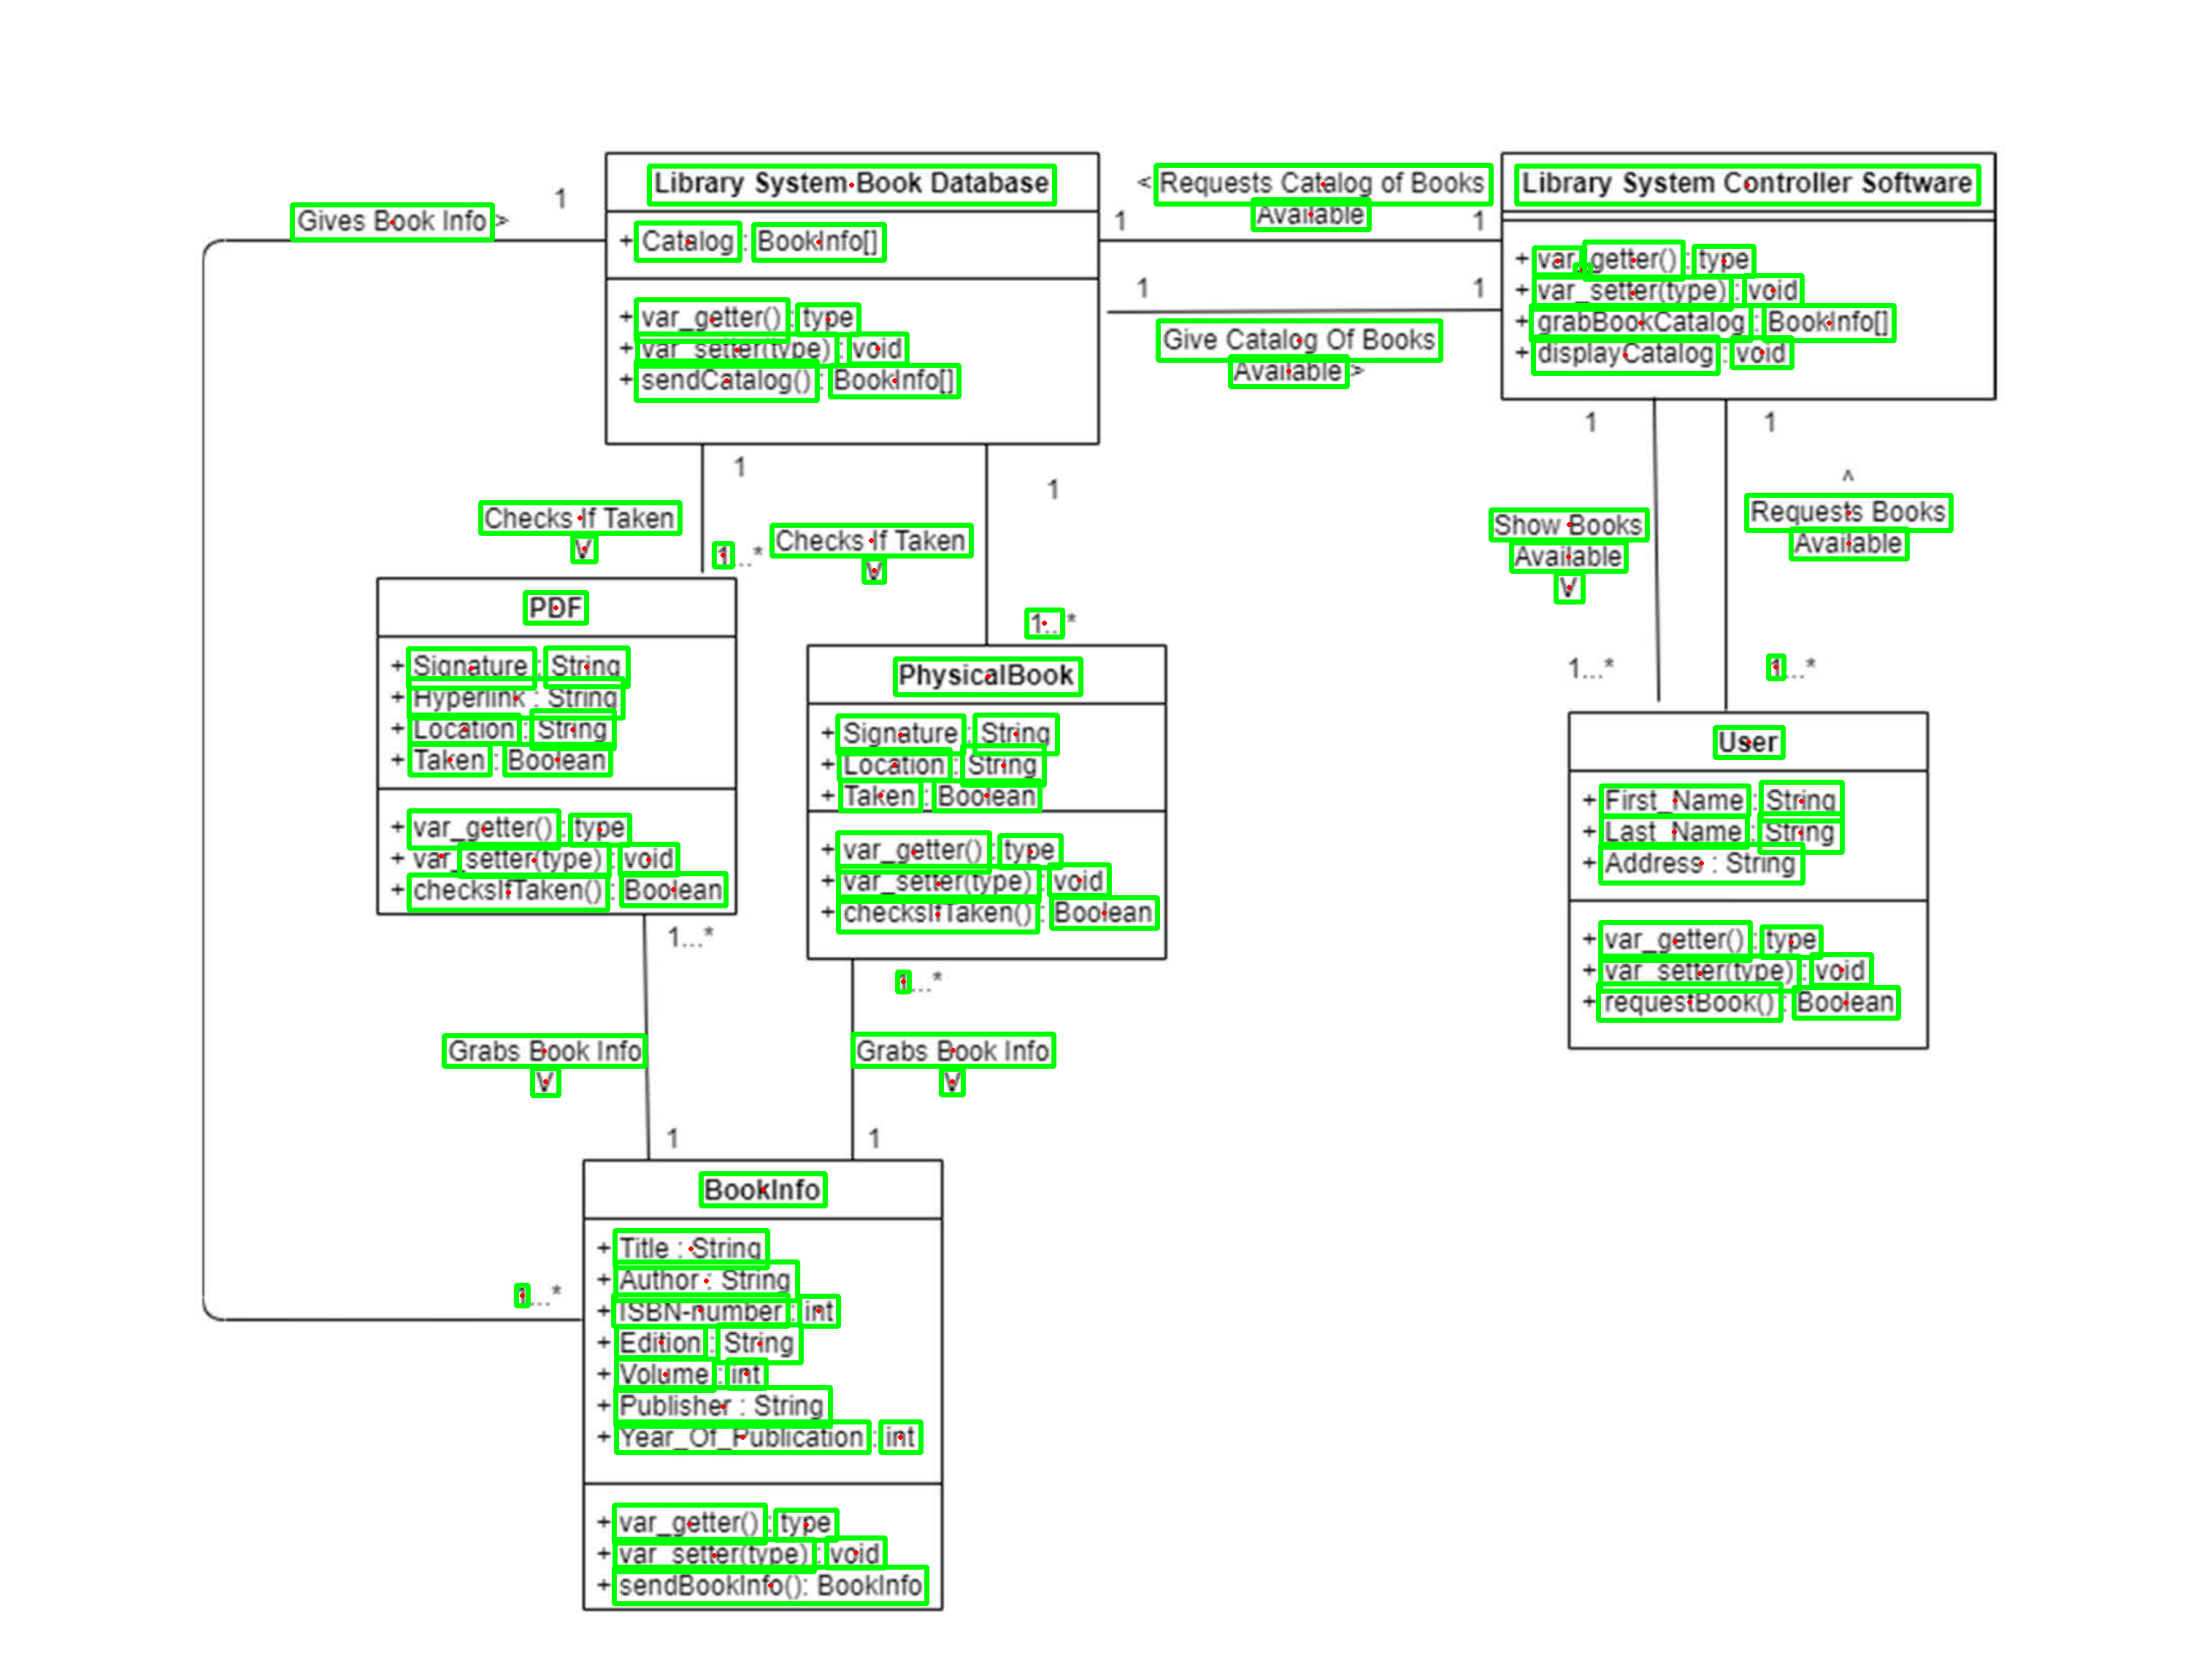 Gives Book Info >
1
Library System Book Database
+ Catalog : BookInfo[]
+ var_getter() : type
+ var_setter(type) : void
+ sendCatalog() : BookInfo[]
< Requests Catalog of Books
Available
1
1
1
1
Give Catalog Of Books
Available >
Library System Controller Software
+ var_getter() : type
+ var_setter(type) : void
+ grabBookCatalog : BookInfo[]
+ displayCatalog : void
1
1
1
1
Checks If Taken
V
1...*
Checks If Taken
V
1...*
Show Books
Available
V
^
Requests Books
Available
1...*
1...*
PDF
+ Signature : String
+ Hyperlink : String
+ Location : String
+ Taken : Boolean
+ var_getter() : type
+ var_setter(type) : void
+ checksIfTaken() : Boolean
PhysicalBook
+ Signature : String
+ Location : String
+ Taken : Boolean
+ var_getter() : type
+ var_setter(type) : void
+ checksIfTaken() : Boolean
User
+ First_Name : String
+ Last_Name : String
+ Address : String
+ var_getter() : type
+ var_setter(type) : void
+ requestBook() : Boolean
1...*
1...*
Grabs Book Info
V
Grabs Book Info
V
1
1
1...*
BookInfo
+ Title : String
+ Author : String
+ ISBN-number : int
+ Edition : String
+ Volume : int
+ Publisher : String
+ Year_Of_Publication : int
+ var_getter() : type
+ var_setter(type) : void
+ sendBookInfo(): BookInfo